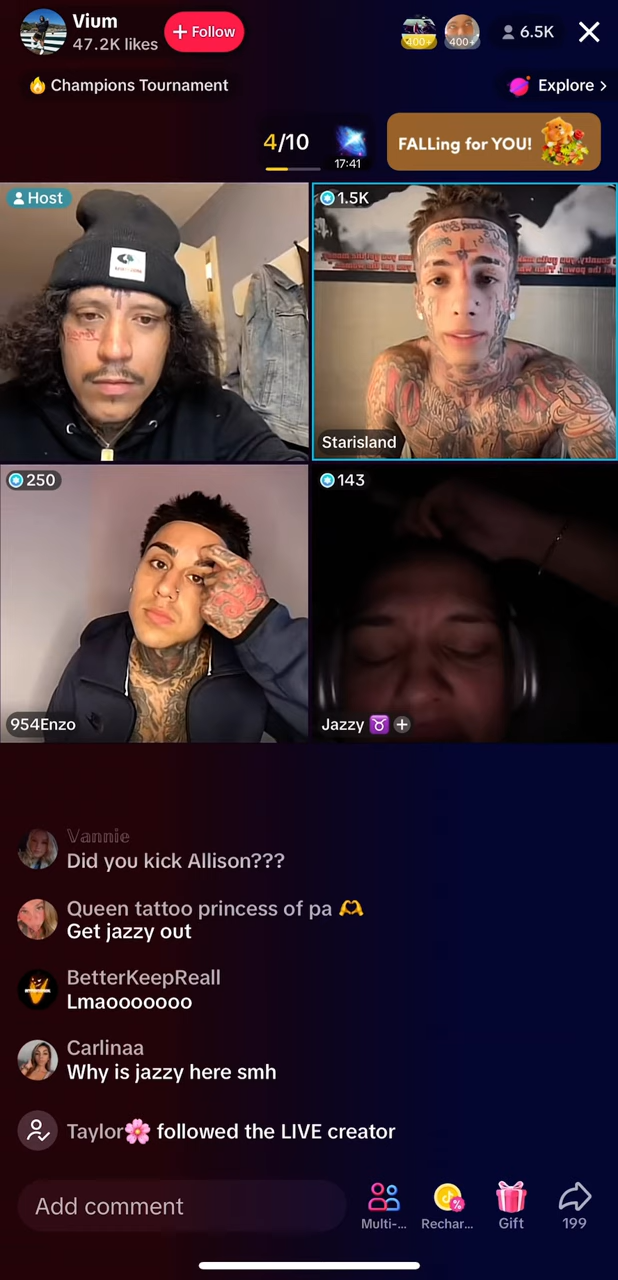 Vium
47.2K likes
+ Follow
400+
400+
6.5K
Champions Tournament
Explore >
4/10
17:41
FALLing for YOU!
Host
1.5K
Starisland
250
143
954Enzo
Jazzy
𝕍𝕒𝕟𝕟𝕚𝕖
Did you kick Allison???
Queen tattoo princess of pa
Get jazzy out
BetterKeepReall
Lmaooooooo
Carlinaa
Why is jazzy here smh
Taylor🌸 followed the LIVE creator
Add comment
Multi-...
Rechar...
Gift
199